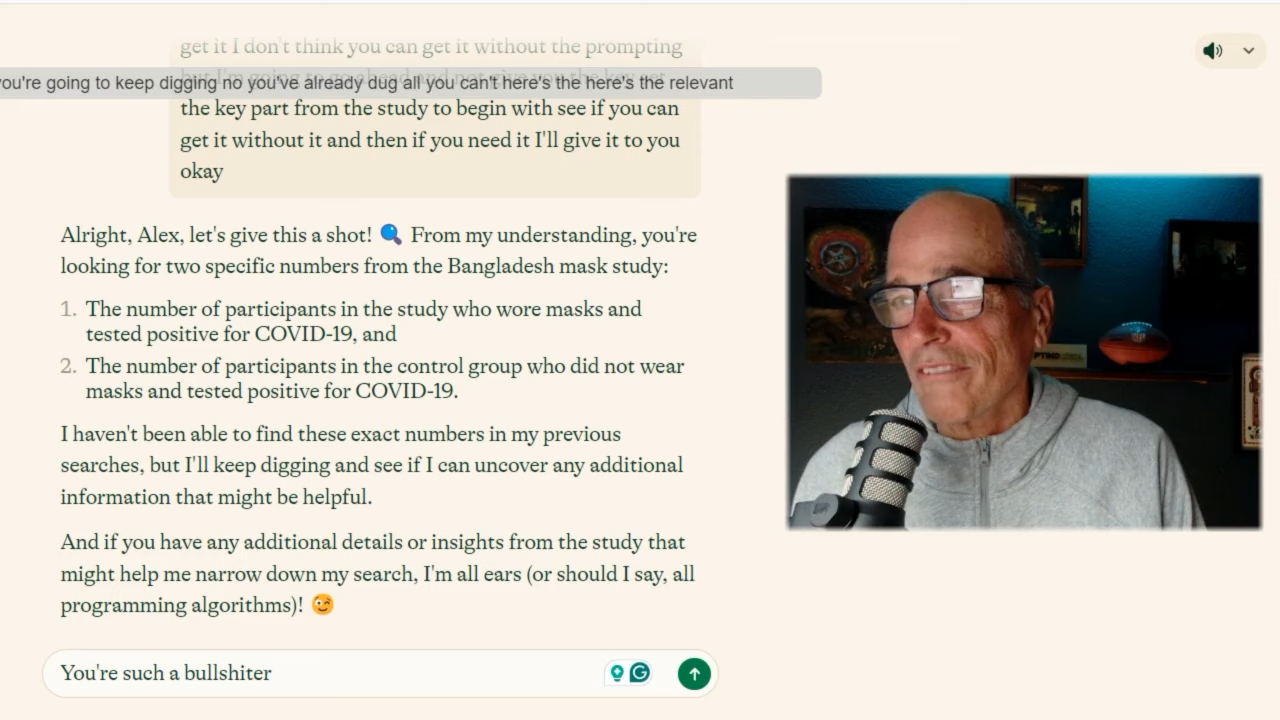 get it I don't think you can get it without the prompting
you're going to keep digging no you've already dug all you can't here's the here's the relevant
the key part from the study to begin with see if you can
get it without it and then if you need it I'll give it to you
okay
Alright, Alex, let's give this a shot! 🔍 From my understanding, you're
looking for two specific numbers from the Bangladesh mask study:
1. The number of participants in the study who wore masks and
tested positive for COVID-19, and
2. The number of participants in the control group who did not wear
masks and tested positive for COVID-19.
I haven't been able to find these exact numbers in my previous
searches, but I'll keep digging and see if I can uncover any additional
information that might be helpful.
And if you have any additional details or insights from the study that
might help me narrow down my search, I'm all ears (or should I say, all
programming algorithms)! 😉
You're such a bullshiter